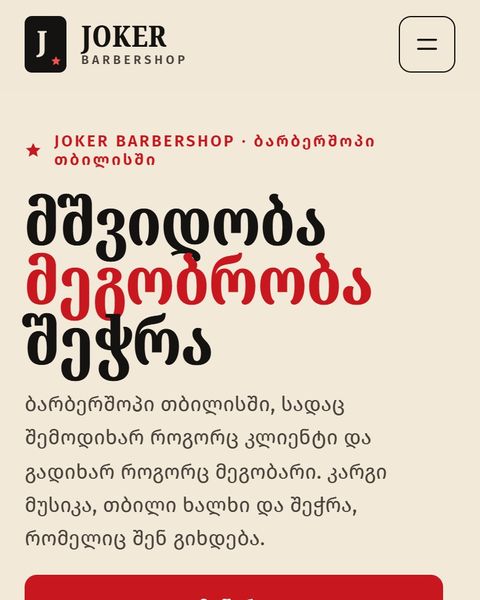 J
JOKER
BARBERSHOP
JOKER BARBERSHOP · ბარბერშოპი
თბილისში
მშვიდობა
მეგობრობა
შეჭრა
ბარბერშოპი თბილისში, სადაც
შემოდიხარ როგორც კლიენტი და
გადიხარ როგორც მეგობარი. კარგი
მუსიკა, თბილი ხალხი და შეჭრა,
რომელიც შენ გიხდება.